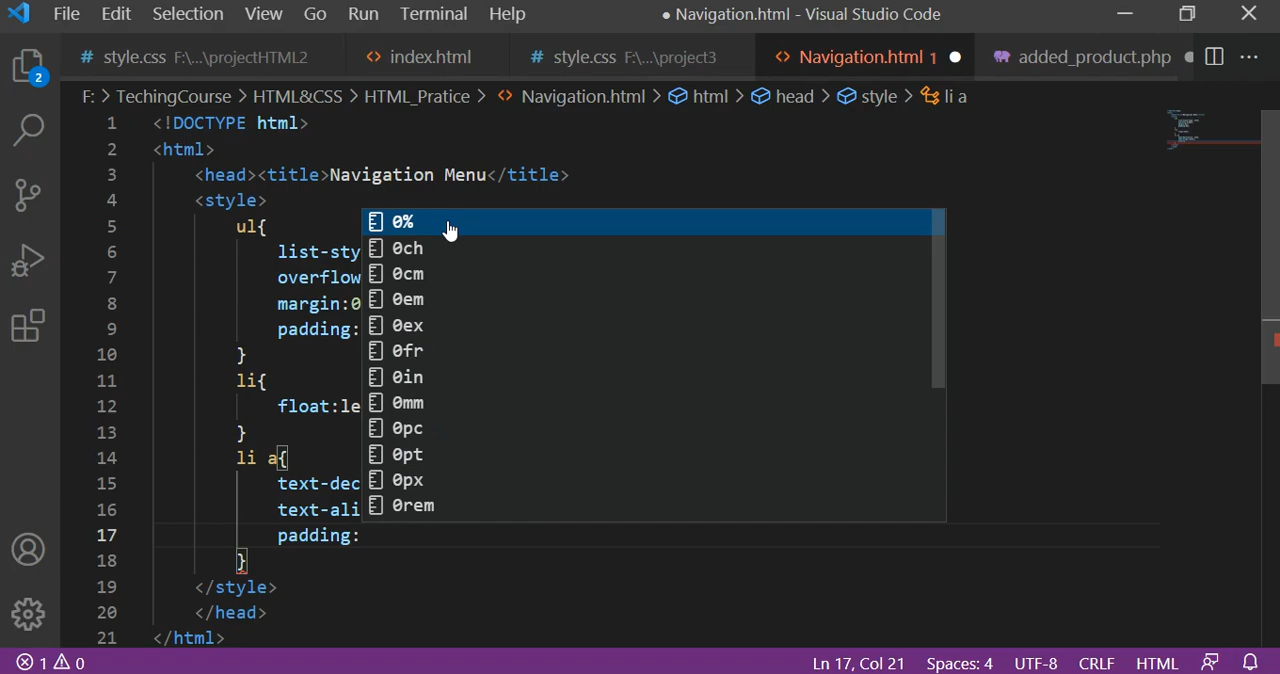 File Edit Selection View Go Run Terminal Help ● Navigation.html - Visual Studio Code
# style.css F:\...\projectHTML2 <> index.html # style.css F:\...\project3 <> Navigation.html 1 ● added_product.php ●
F: > TechingCourse > HTML&CSS > HTML_Pratice > <> Navigation.html > html > head > style > li a
2
1 <!DOCTYPE html>
2 <html>
3 <head><title>Navigation Menu</title>
4 <style>
5 ul{
6 list-sty
7 overflow
8 margin:0
9 padding:
10 }
11 li{
12 float:le
13 }
14 li a{
15 text-dec
16 text-ali
17 padding:
18 }
19 </style>
20 </head>
21 </html>
0%
0ch
0cm
0em
0ex
0fr
0in
0mm
0pc
0pt
0px
0rem
1 0 Ln 17, Col 21 Spaces: 4 UTF-8 CRLF HTML